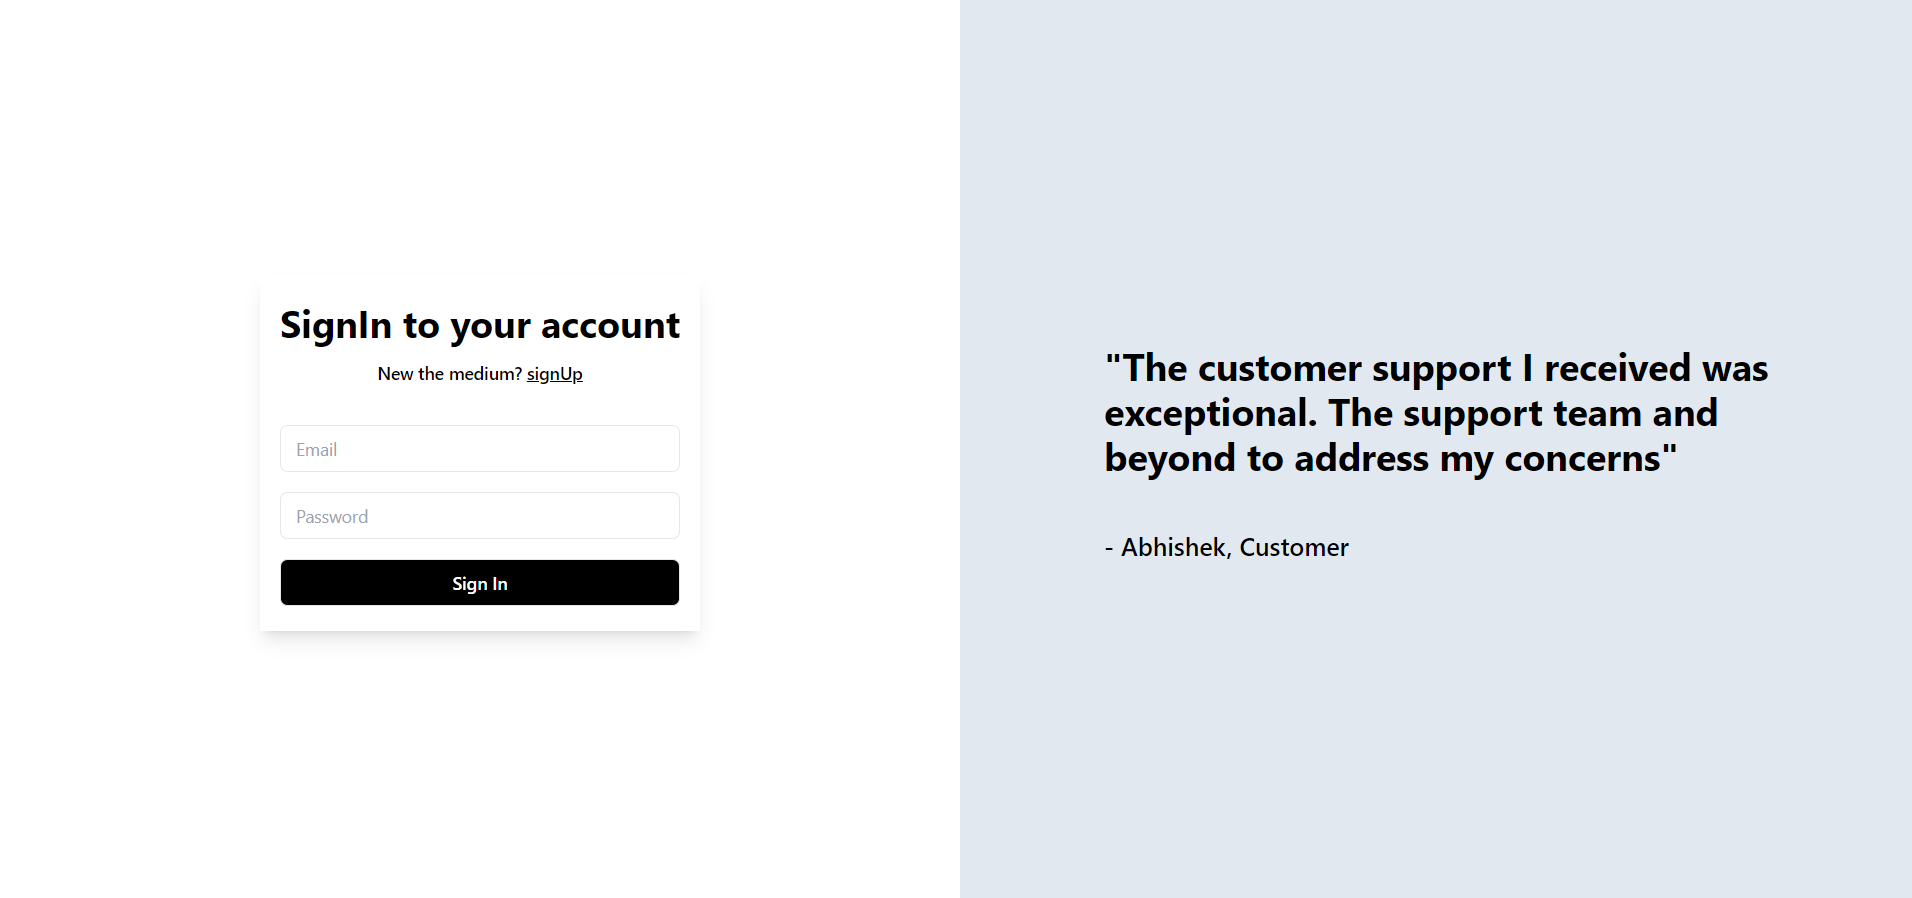 SignIn to your account
New the medium? signUp
Email
Password
Sign In
"The customer support I received was
exceptional. The support team and
beyond to address my concerns"
- Abhishek, Customer